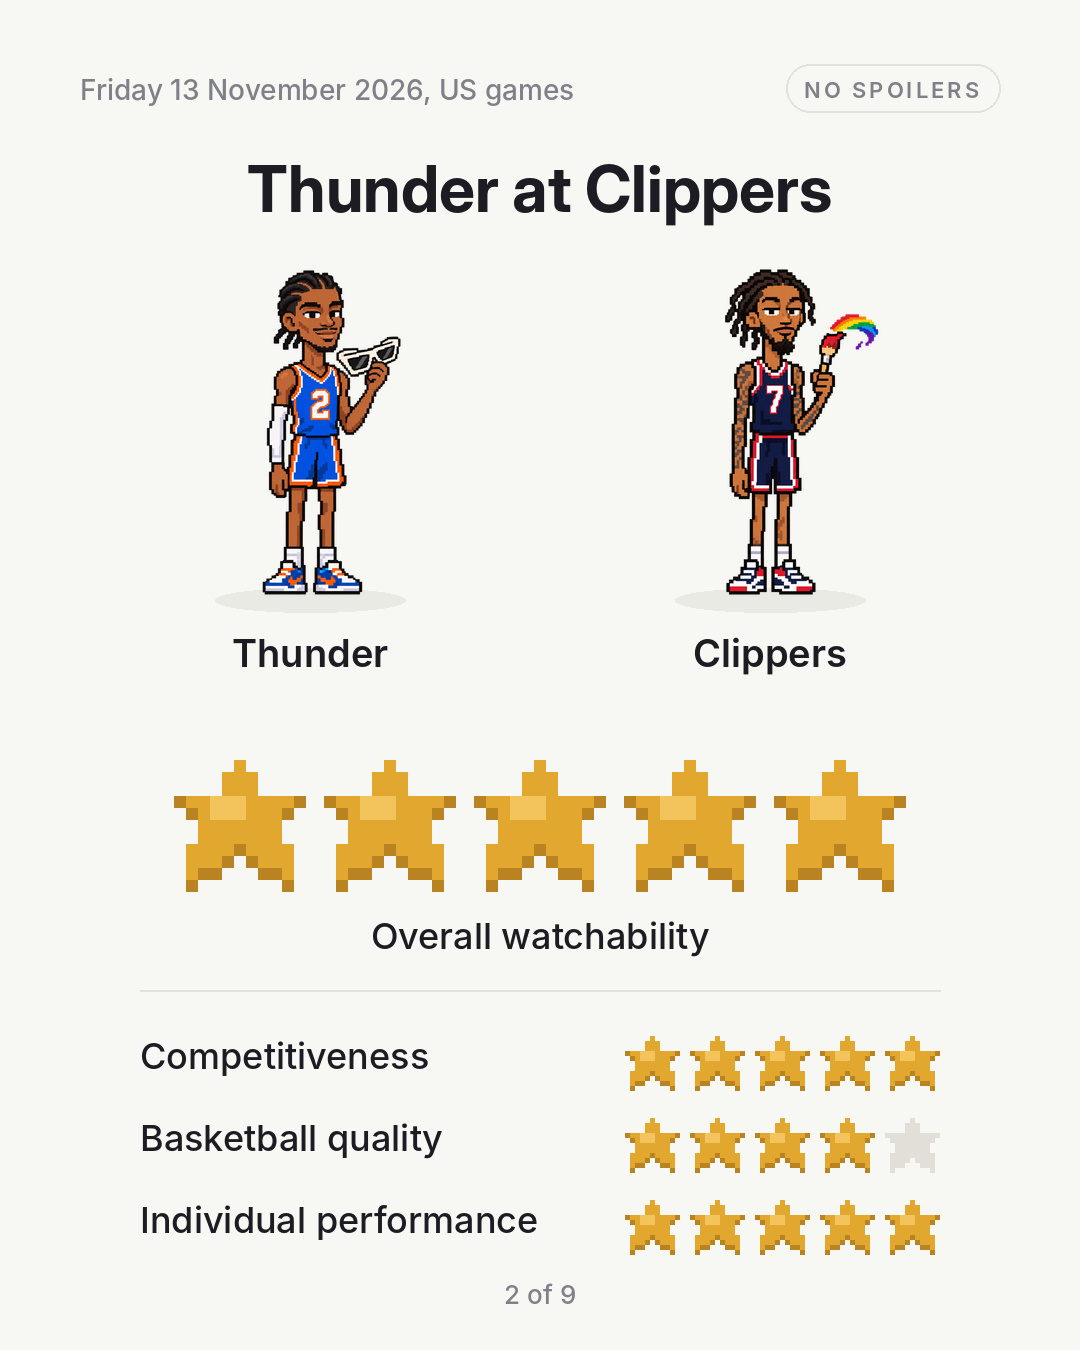 Friday 13 November 2026, US games
NO SPOILERS
Thunder at Clippers
2
7
Thunder
Clippers
Overall watchability
Competitiveness
Basketball quality
Individual performance
2 of 9